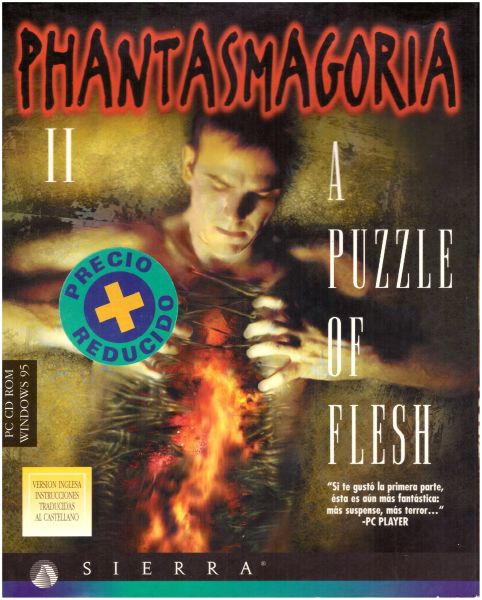 PHANTASMAGORIA
II
A
PUZZLE
OF
FLESH
PRECIO
REDUCIDO
PC CD ROM
WINDOWS 95
VERSION INGLESA
INSTRUCCIONES
TRADUCIDAS
AL CASTELLANO
"Si te gustó la primera parte,
ésta es aún más fantástica:
más suspense, más terror..."
-PC PLAYER
SIERRA®